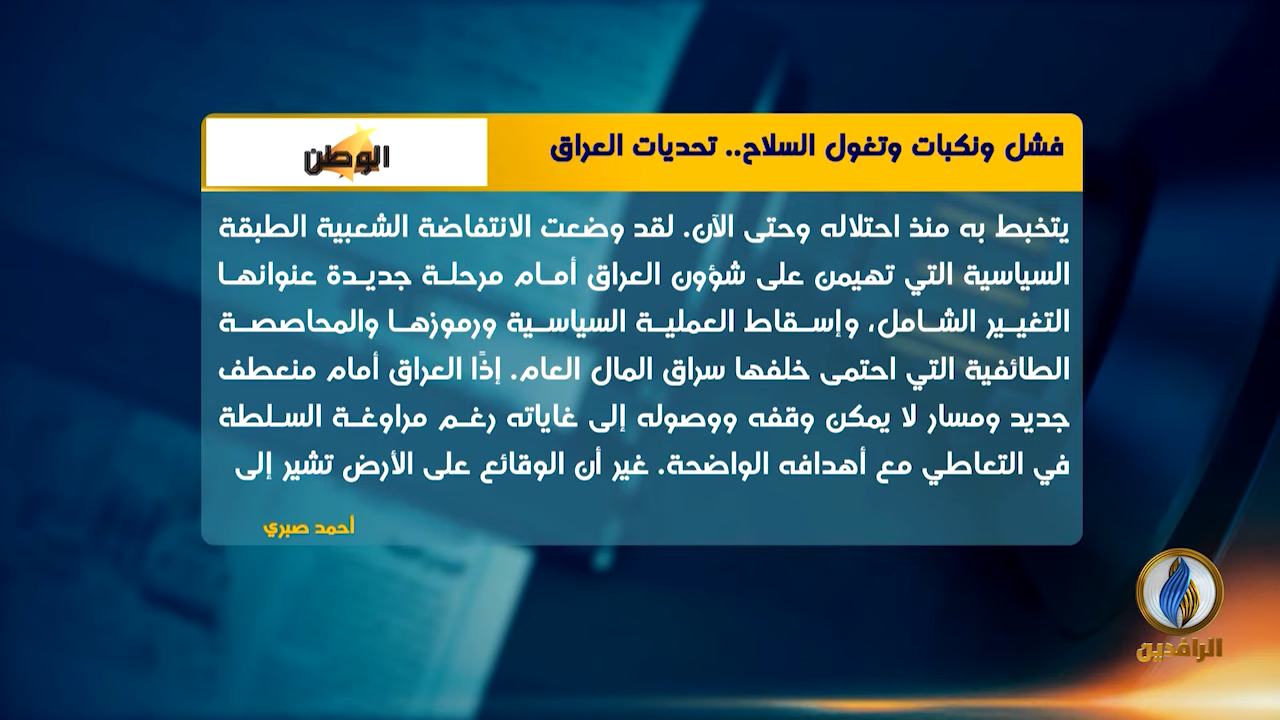 فشل ونكبات وتغول السلاح.. تحديات العراق
الوطن
يتخبط به منذ احتلاله وحتى الآن. لقد وضعت الانتفاضة الشعبية الطبقة
السياسية التي تهيمن على شؤون العراق أمام مرحلة جديدة عنوانها
التغيير الشامل، وإسقاط العملية السياسية ورموزها والمحاصصة
الطائفية التي احتمى خلفها سراق المال العام. إذًا العراق أمام منعطف
جديد ومسار لا يمكن وقفه ووصوله إلى غاياته رغم مراوغة السلطة
في التعاطي مع أهدافه الواضحة. غير أن الوقائع على الأرض تشير إلى
أحمد صبري
الرافدين